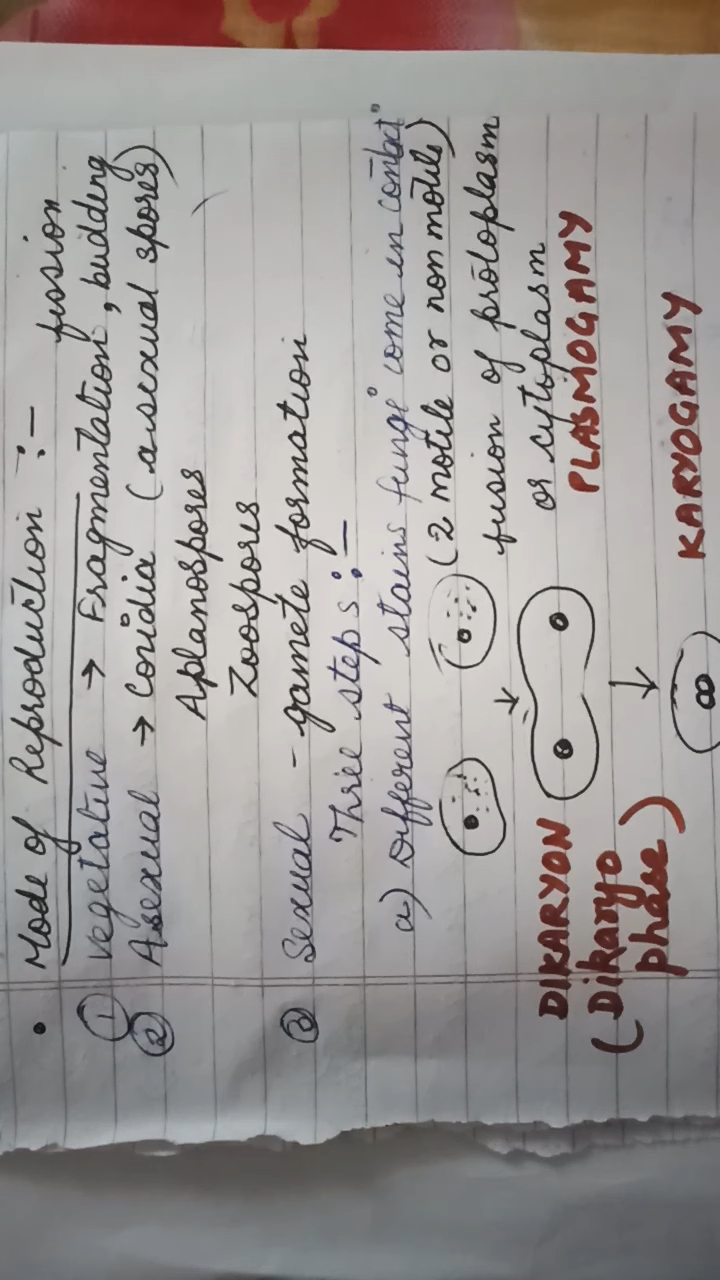 • Mode of Reproduction :-
fission
① vegetative → Fragmentation, budding
② Asexual → Conidia (asexual spores)
Aplanospores
Zoospores
③ Sexual - gamete formation
Three steps :-
a) Different stains fungi come in contact
(2 motile or non motile)
fusion of protoplasm
or cytoplasm
PLASMOGAMY
DIKARYON
(Dikaryo
phase)
KARYOGAMY